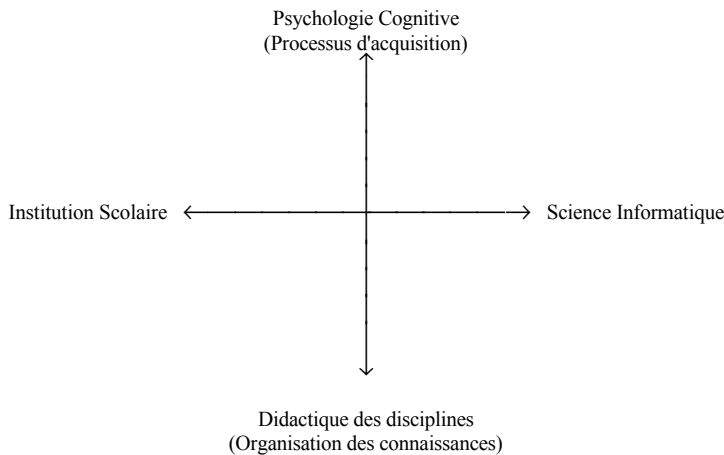 Psychologie Cognitive
(Processus d'acquisition)
Institution Scolaire
Science Informatique
Didactique des disciplines
(Organisation des connaissances)